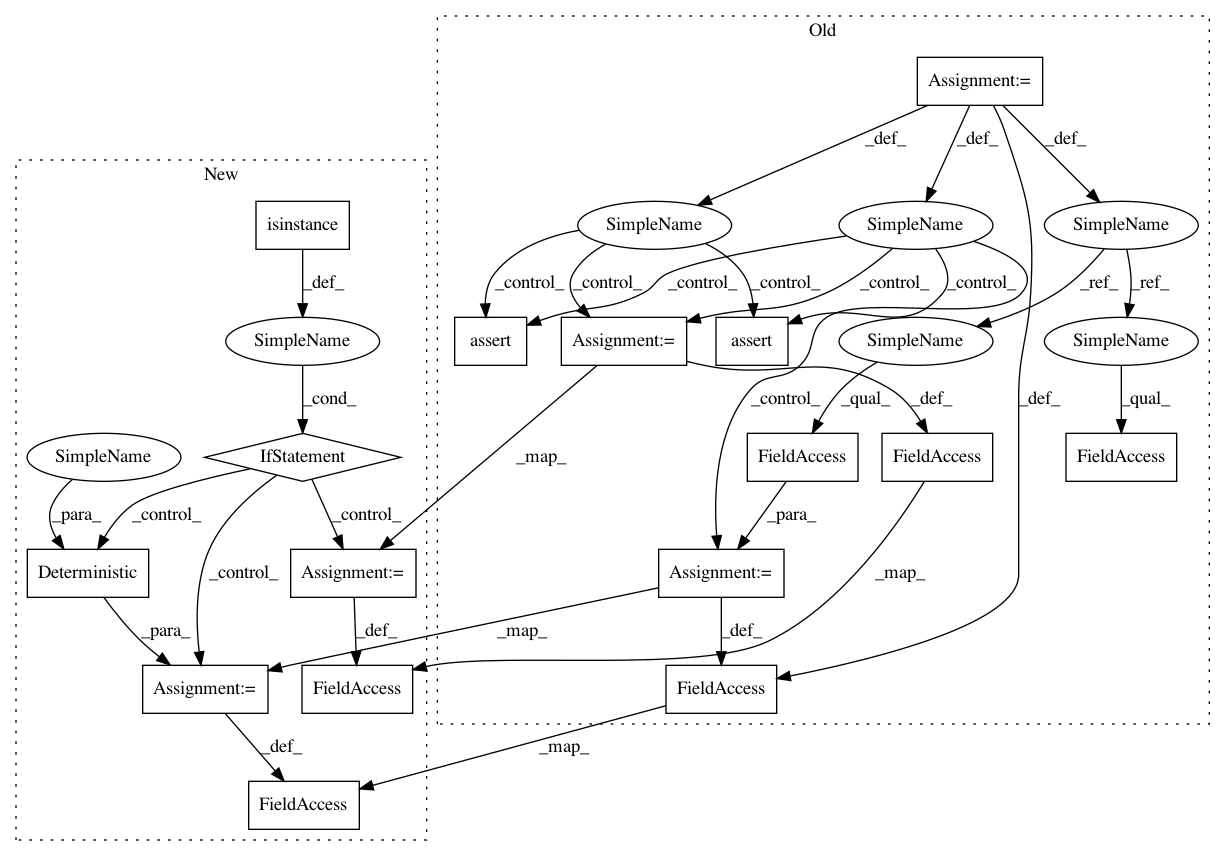 Old
Assignment:=
_def_ _def_ _def_
New
isinstance SimpleName SimpleName SimpleName
_def_ _control_ _control_ _control_ _control_ _control_ _ref_ _ref_
SimpleName assert Assignment:= assert SimpleName SimpleName
_cond_ _control_ _qual_ _def_ _def_ _qual_
SimpleName IfStatement _map_ FieldAccess FieldAccess FieldAccess
_para_ _control_ _control_ _para_
Deterministic _control_ Assignment:= Assignment:= _map_
_para_ _def_ _map_ _def_
Assignment:= FieldAccess FieldAccess
_def_ _map_
FieldAccess